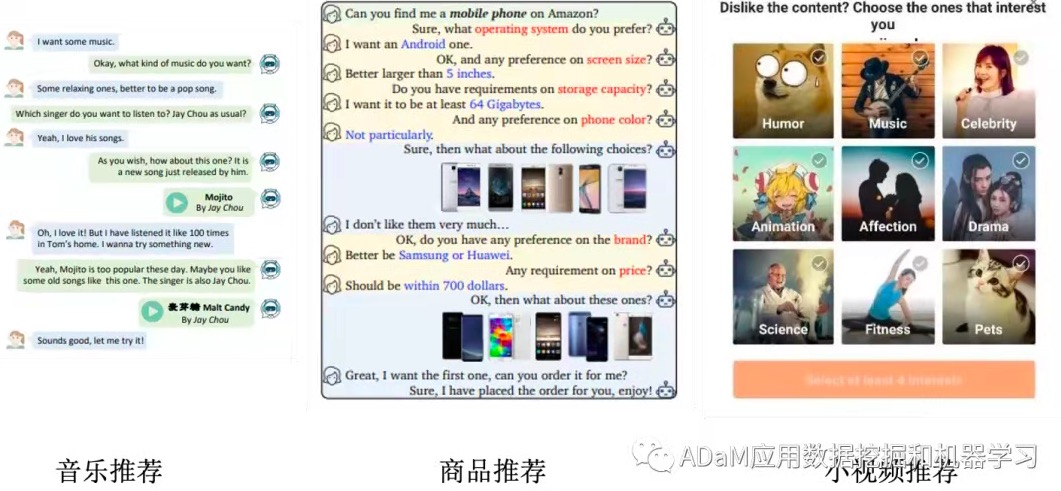 I want some music.
Okay, what kind of music do you want?
Some relaxing ones, better to be a pop song.
Which singer do you want to listen to? Jay Chou as usual?
Yeah, I love his songs.
As you wish, how about this one? It is
a new song just released by him.
Mojito
By Jay Chou
Oh, I love it! But I have listened it like 100 times
in Tom's home. I wanna try something new.
Yeah, Mojito is too popular these day. Maybe you like
some old songs like this one. The singer is also Jay Chou.
麦芽糖 Malt Candy
By Jay Chou
Sounds good, let me try it!
音乐推荐
Can you find me a mobile phone on Amazon?
Sure, what operating system do you prefer?
I want an Android one.
OK, and any preference on screen size?
Better larger than 5 inches.
Do you have requirements on storage capacity?
I want it to be at least 64 Gigabytes.
And any preference on phone color?
Not particularly.
Sure, then what about the following choices?
I don't like them very much...
OK, do you have any preference on the brand?
Better be Samsung or Huawei.
Any requirement on price?
Should be within 700 dollars.
OK, then what about these ones?
Great, I want the first one, can you order it for me?
Sure, I have placed the order for you, enjoy!
商品推荐
Dislike the content? Choose the ones that interest
you
Humor
Music
Celebrity
Animation
Affection
Drama
Science
Fitness
Pets
Select at least 4 interests
小视频推荐
ADaM应用数据挖掘和机器学习